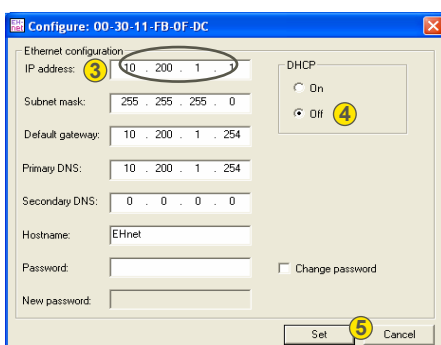 EH net Configure: 00-30-11-FB-0F-DC
Ethernet configuration
IP address: 3 10 . 200 . 1 . 1
DHCP
On
Off 4
Subnet mask: 255 . 255 . 255 . 0
Default gateway: 10 . 200 . 1 . 254
Primary DNS: 10 . 200 . 1 . 254
Secondary DNS: 0 . 0 . 0 . 0
Hostname: EHnet
Password:
Change password
New password:
Set 5 Cancel